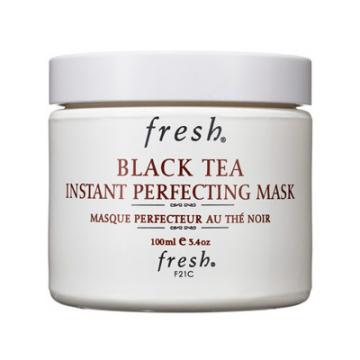 fresh®
BLACK TEA
INSTANT PERFECTING MASK
MASQUE PERFECTEUR AU THÉ NOIR
100ml e 3.4oz
fresh®
F21C